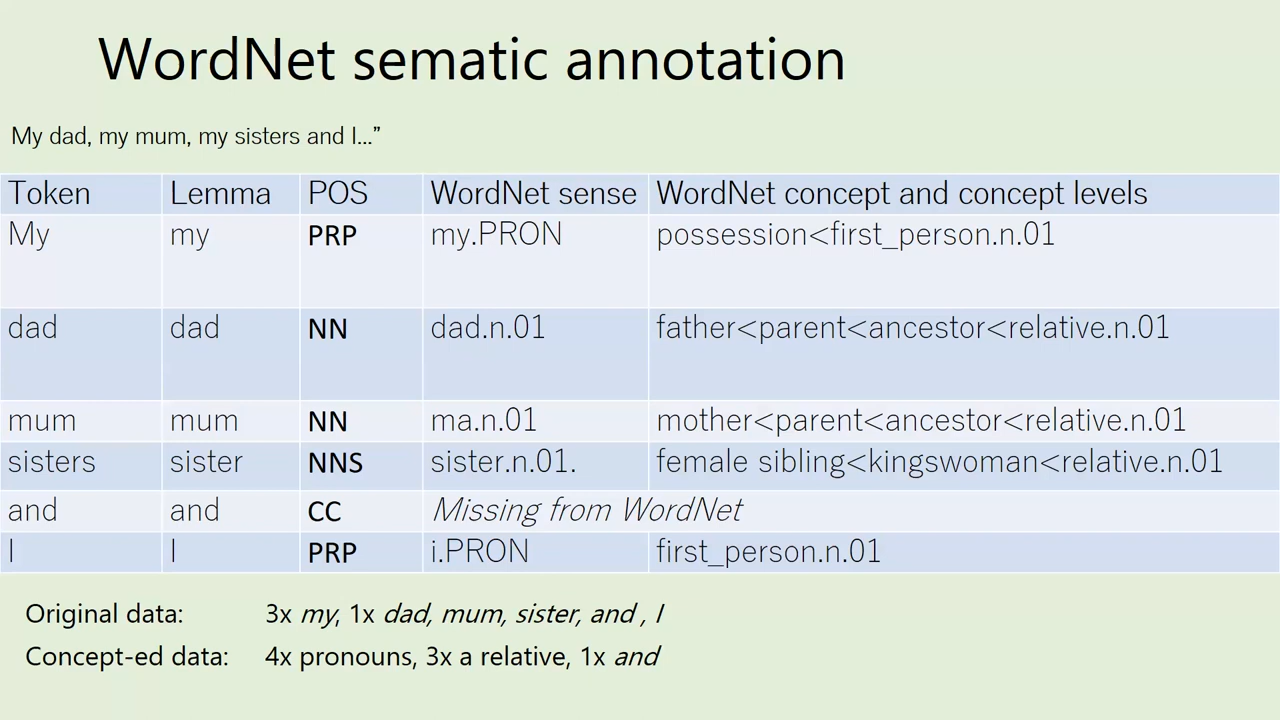 WordNet sematic annotation
My dad, my mum, my sisters and I...”
Token Lemma POS WordNet sense WordNet concept and concept levels
My my PRP my.PRON possession<first_person.n.01
dad dad NN dad.n.01 father<parent<ancestor<relative.n.01
mum mum NN ma.n.01 mother<parent<ancestor<relative.n.01
sisters sister NNS sister.n.01. female sibling<kingswoman<relative.n.01
and and CC Missing from WordNet
I I PRP i.PRON first_person.n.01
Original data: 3x my, 1x dad, mum, sister, and , I
Concept-ed data: 4x pronouns, 3x a relative, 1x and